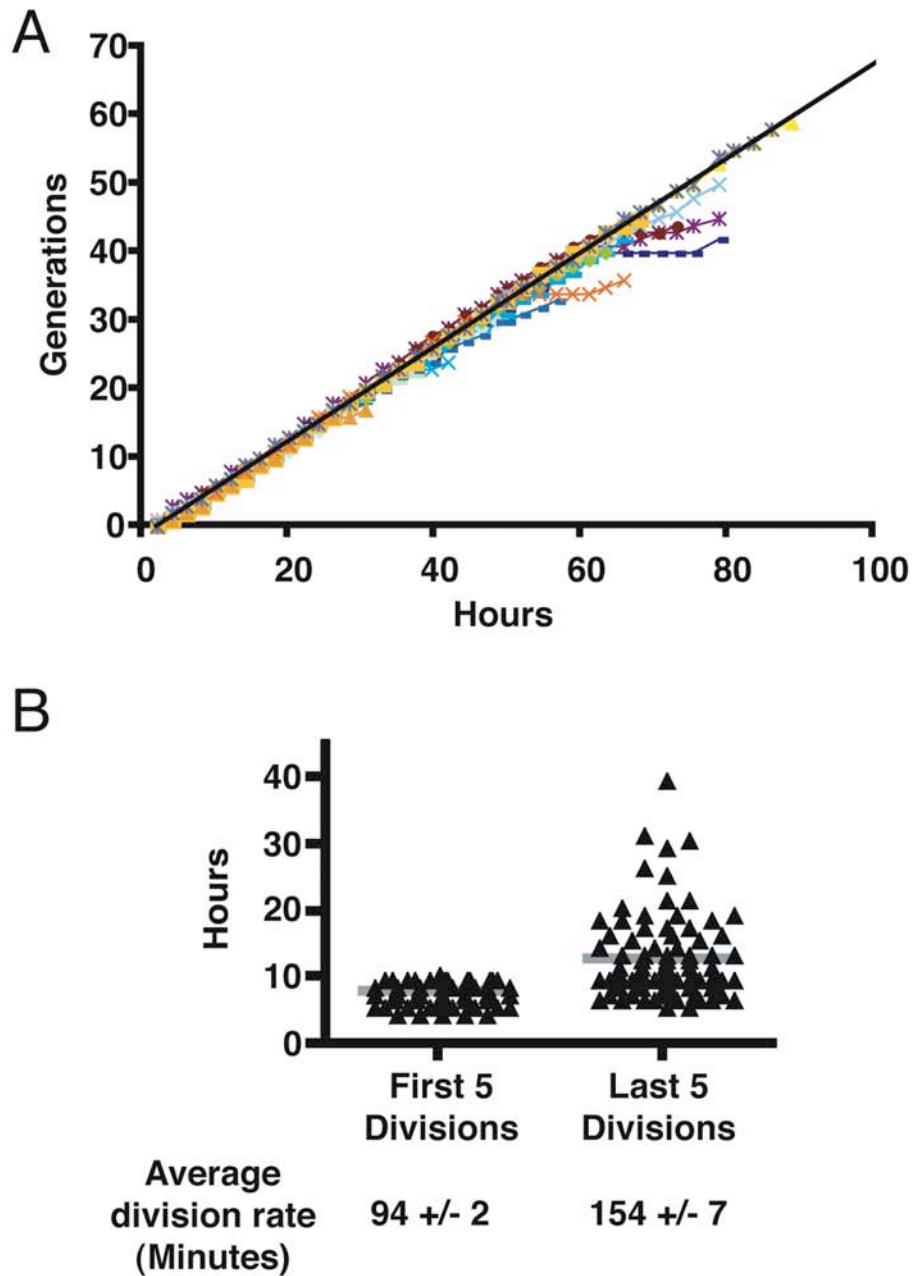 A
70
60
50
40
30
20
10
0
Generations
0 20 40 60 80 100
Hours
B
40
30
20
10
0
Hours
First 5 Last 5
Divisions Divisions
Average
division rate 94 +/- 2 154 +/- 7
(Minutes)